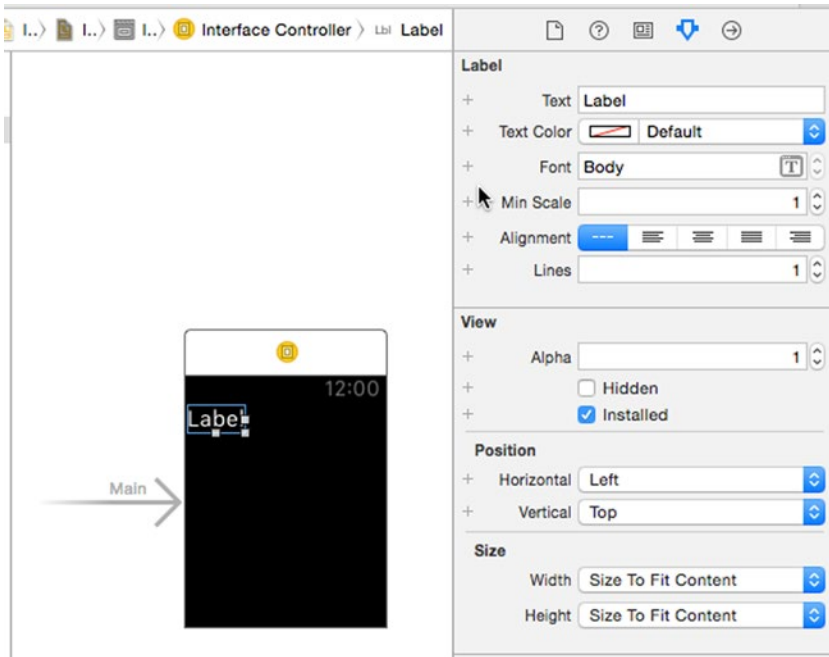 I.. 〉 I.. 〉 I.. 〉 Interface Controller 〉 Lbl Label
Label
+ Text Label
+ Text Color Default
+ Font Body T
+ Min Scale 1
+ Alignment ---
+ Lines 1
View
+ Alpha 1
+ Hidden
+ Installed
Position
+ Horizontal Left
+ Vertical Top
Size
Width Size To Fit Content
Height Size To Fit Content
12:00
Label
Main